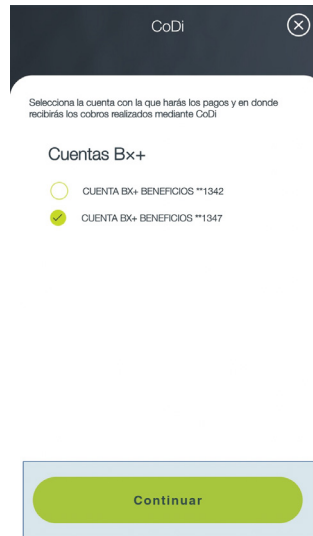 CoDi
Selecciona la cuenta con la que harás los pagos y en donde
recibirás los cobros realizados mediante CoDi
Cuentas B×+
CUENTA BX+ BENEFICIOS **1342
CUENTA BX+ BENEFICIOS **1347
Continuar